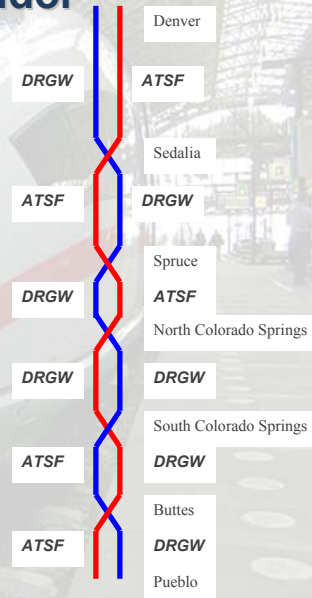 Denver
DRGW ATSF
Sedalia
ATSF DRGW
Spruce
DRGW ATSF
North Colorado Springs
DRGW DRGW
South Colorado Springs
ATSF DRGW
Buttes
ATSF DRGW
Pueblo